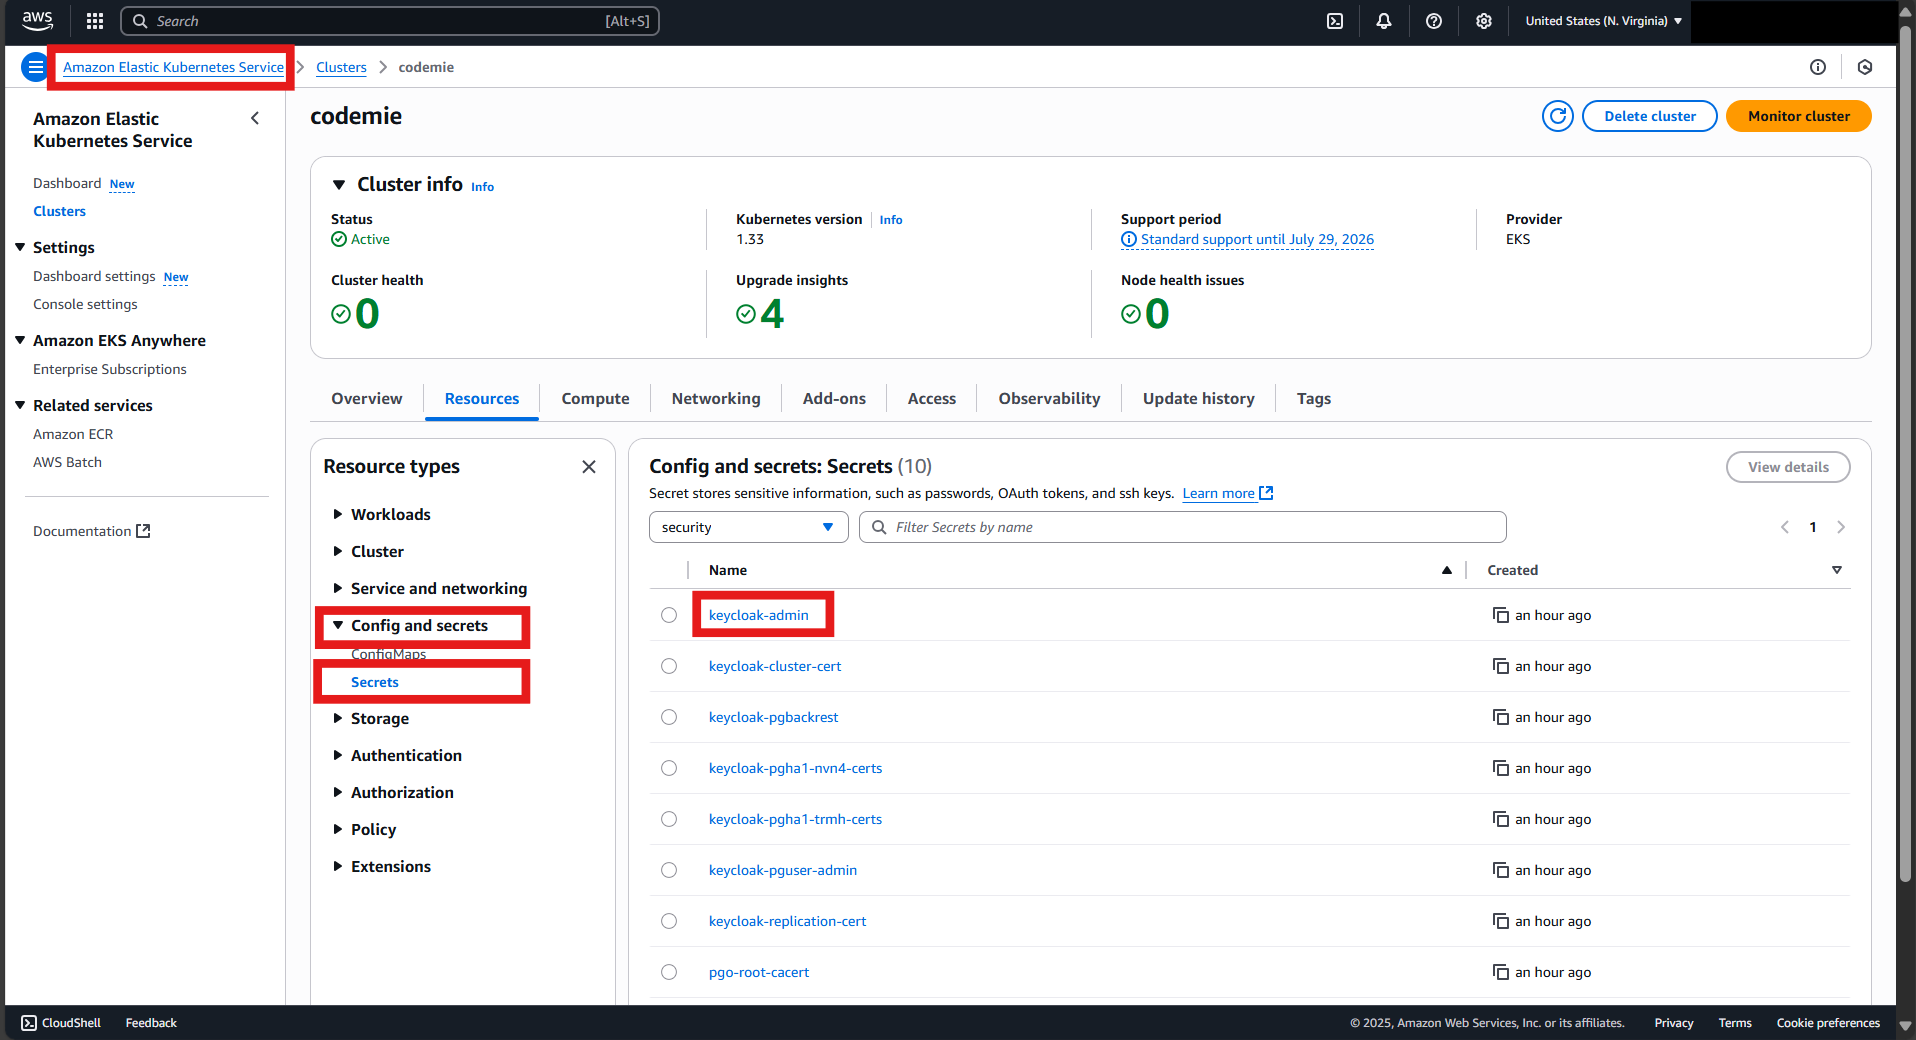 aws
Search
[Alt+S]
United States (N. Virginia)
Amazon Elastic Kubernetes Service
Clusters
codemie
Amazon Elastic
Kubernetes Service
Dashboard New
Clusters
Settings
Dashboard settings New
Console settings
Amazon EKS Anywhere
Enterprise Subscriptions
Related services
Amazon ECR
AWS Batch
Documentation
codemie
Delete cluster
Monitor cluster
Cluster info Info
Status
Active
Kubernetes version Info
1.33
Support period
Standard support until July 29, 2026
Provider
EKS
Cluster health
0
Upgrade insights
4
Node health issues
0
Overview
Resources
Compute
Networking
Add-ons
Access
Observability
Update history
Tags
Resource types
Workloads
Cluster
Service and networking
Config and secrets
ConfigMaps
Secrets
Storage
Authentication
Authorization
Policy
Extensions
Config and secrets: Secrets (10)
View details
Secret stores sensitive information, such as passwords, OAuth tokens, and ssh keys. Learn more
security
Filter Secrets by name
1
Name
Created
keycloak-admin
an hour ago
keycloak-cluster-cert
an hour ago
keycloak-pgbackrest
an hour ago
keycloak-pgha1-nvn4-certs
an hour ago
keycloak-pgha1-trmh-certs
an hour ago
keycloak-pguser-admin
an hour ago
keycloak-replication-cert
an hour ago
pgo-root-cacert
an hour ago
CloudShell
Feedback
© 2025, Amazon Web Services, Inc. or its affiliates.
Privacy
Terms
Cookie preferences